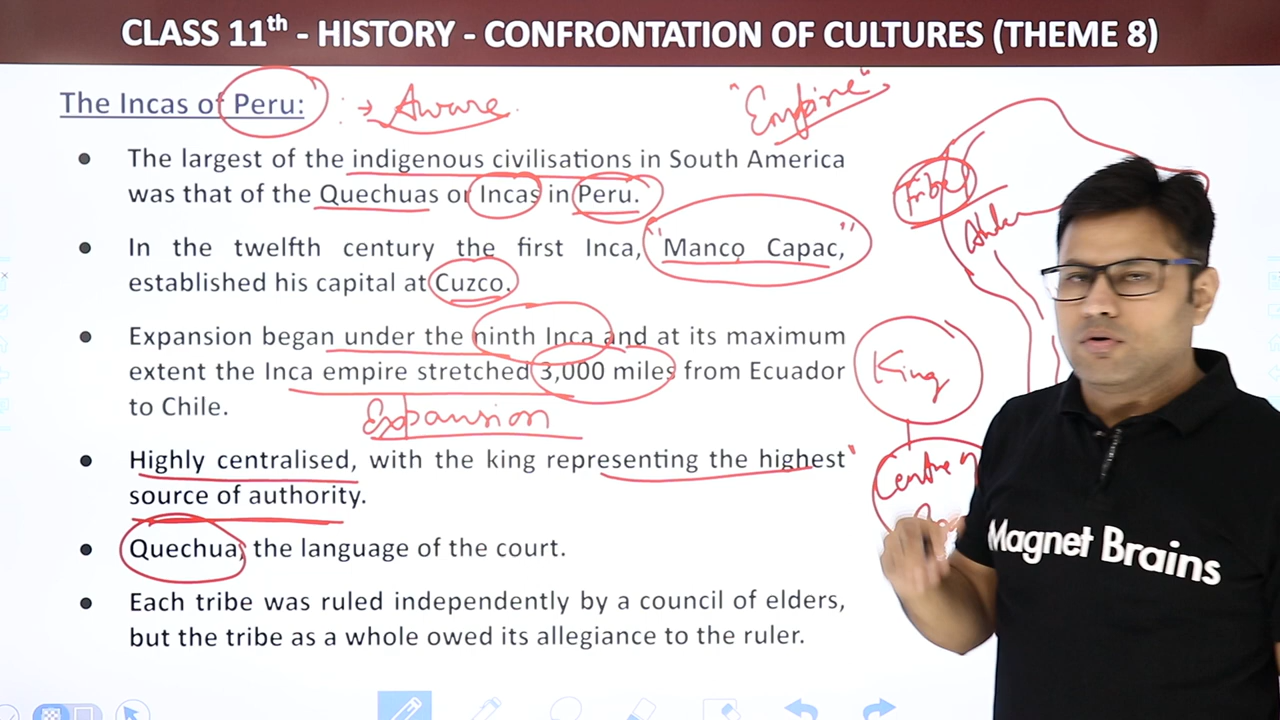 CLASS 11th - HISTORY - CONFRONTATION OF CULTURES (THEME 8)
The Incas of Peru: :→ Aware "Empire"
• The largest of the indigenous civilisations in South America
was that of the Quechuas or Incas in Peru.
Tribe
• In the twelfth century the first Inca, "Manco Capac,"
established his capital at Cuzco.
• Expansion began under the ninth Inca and at its maximum
extent the Inca empire stretched 3,000 miles from Ecuador
to Chile.
King
Expansion
• Highly centralised, with the king representing the highest
source of authority.
Centre of
• Quechua, the language of the court.
• Each tribe was ruled independently by a council of elders,
but the tribe as a whole owed its allegiance to the ruler.
Magnet Brains